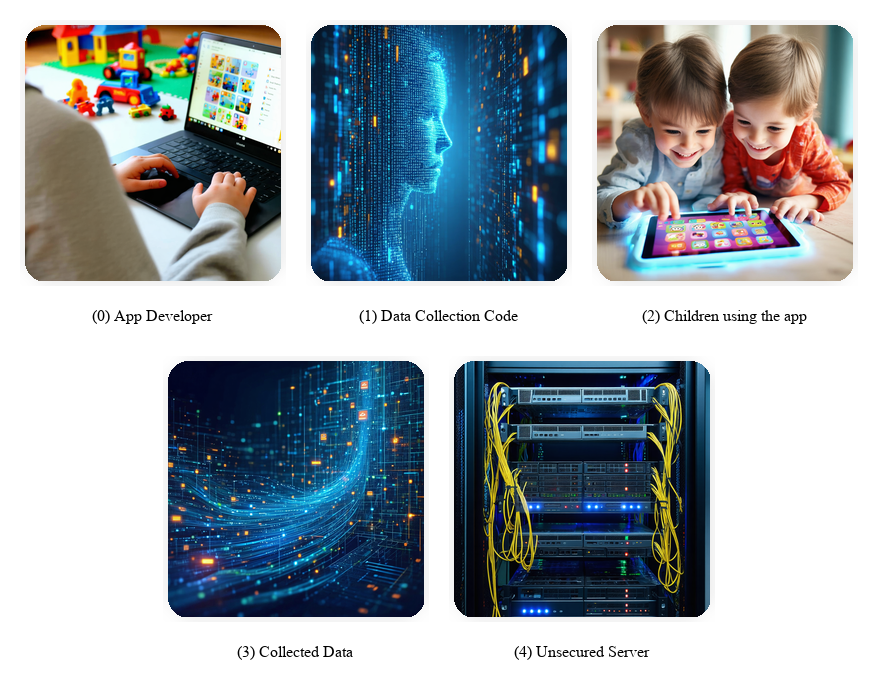 (0) App Developer
(1) Data Collection Code
(2) Children using the app
(3) Collected Data
(4) Unsecured Server